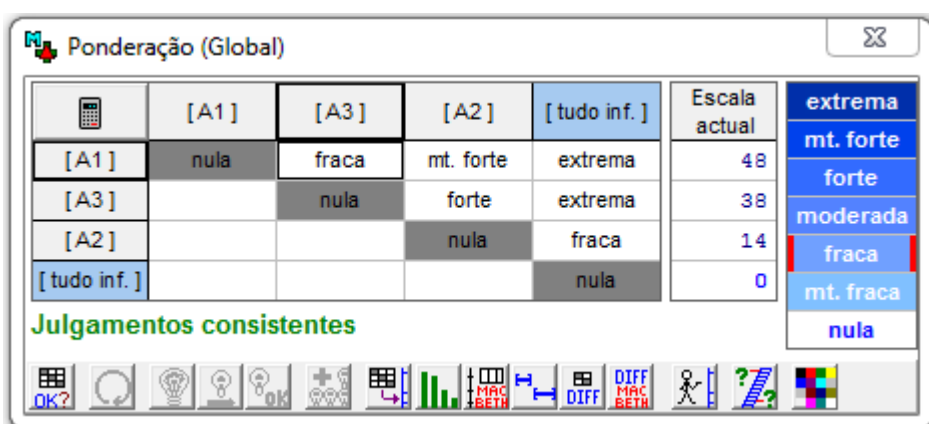 Ponderação (Global)
[ A1 ] [ A3 ] [ A2 ] [ tudo inf. ] Escala actual
[ A1 ] nula fraca mt. forte extrema 48
[ A3 ] nula forte extrema 38
[ A2 ] nula fraca 14
[ tudo inf. ] nula 0
extrema
mt. forte
forte
moderada
fraca
mt. fraca
nula
Julgamentos consistentes
OK? OK MAC BETH DIFF DIFF MAC BETH ? ?